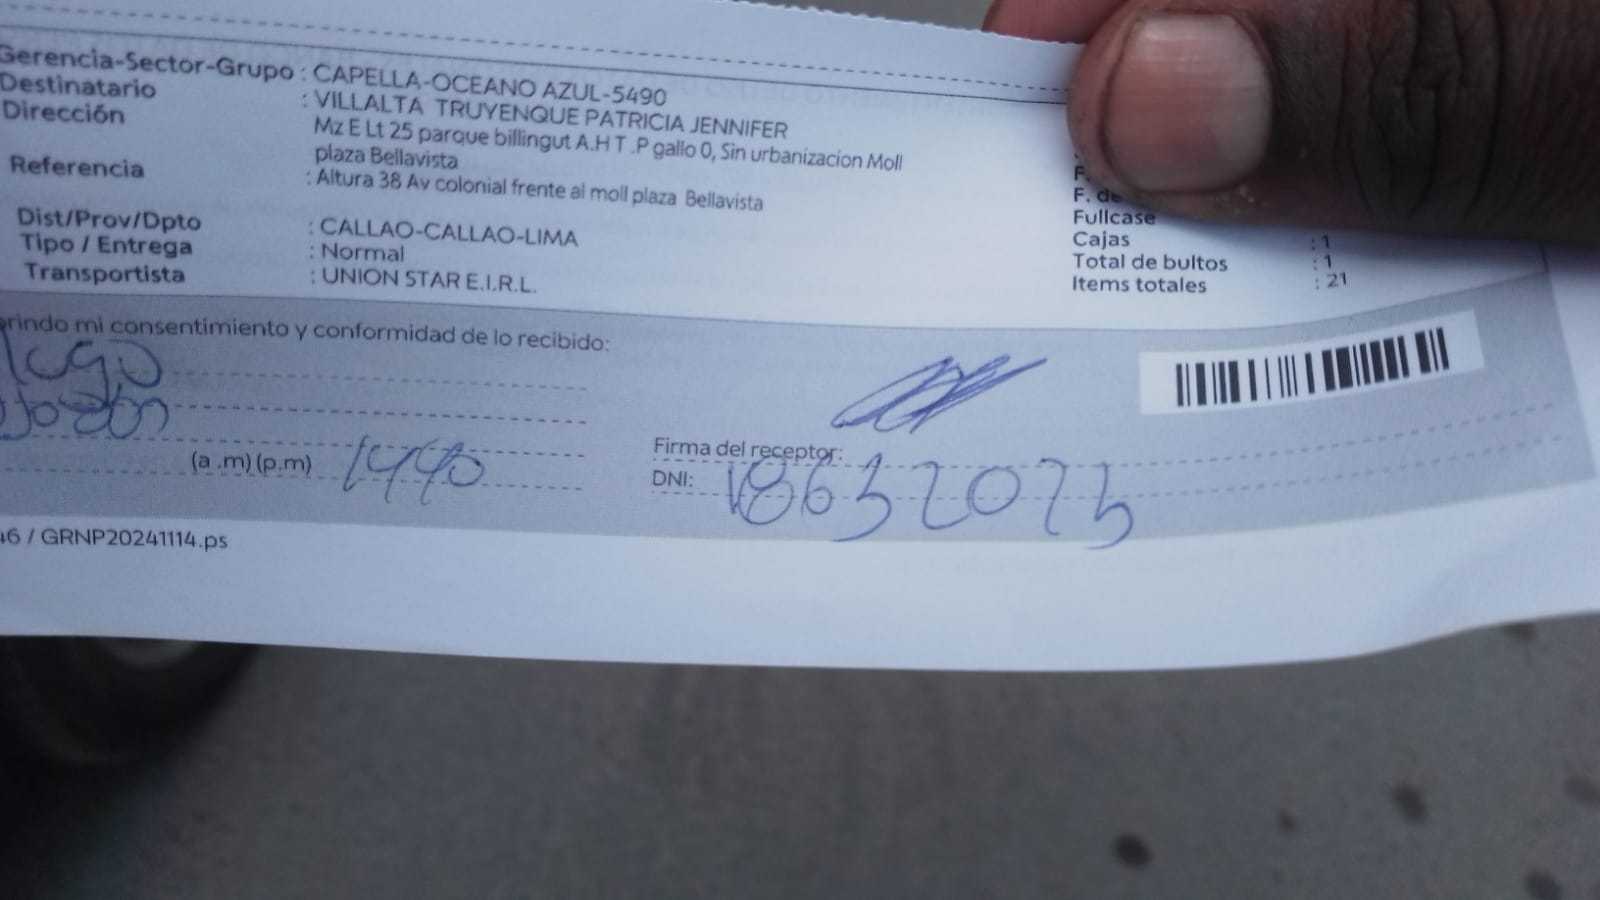 Gerencia-Sector-Grupo : CAPELLA-OCEANO AZUL-5490
Destinatario : VILLALTA TRUYENQUE PATRICIA JENNIFER
Dirección Mz E Lt 25 parque billingut A.H T .P gallo 0, Sin urbanizacion Moll
plaza Bellavista
Referencia : Altura 38 Av colonial frente al moll plaza Bellavista
Dist/Prov/Dpto : CALLAO-CALLAO-LIMA
Tipo / Entrega : Normal
Transportista : UNION STAR E.I.R.L.
F.
F. de
Fullcase
Cajas : 1
Total de bultos : 1
Items totales : 21
mi consentimiento y conformidad de lo recibido:
(a .m) (p.m) 1440
Firma del receptor:
DNI:
46 / GRNP20241114.ps